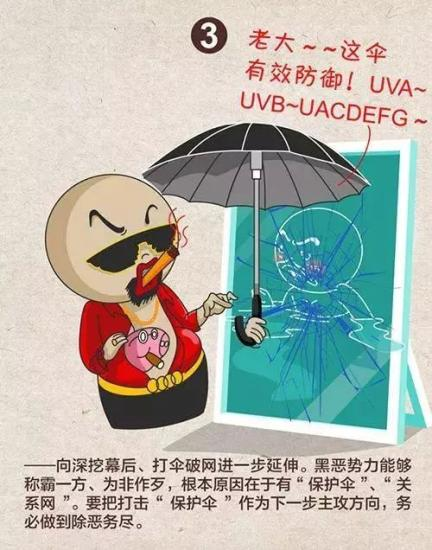 3
老大~~这伞
有效防御！UVA~
UVB~UACDEFG~
——向深挖幕后、打伞破网进一步延伸。黑恶势力能够
称霸一方、为非作歹，根本原因在于有“保护伞”、“关
系网”。要把打击“保护伞”作为下一步主攻方向，务
必做到除恶务尽。